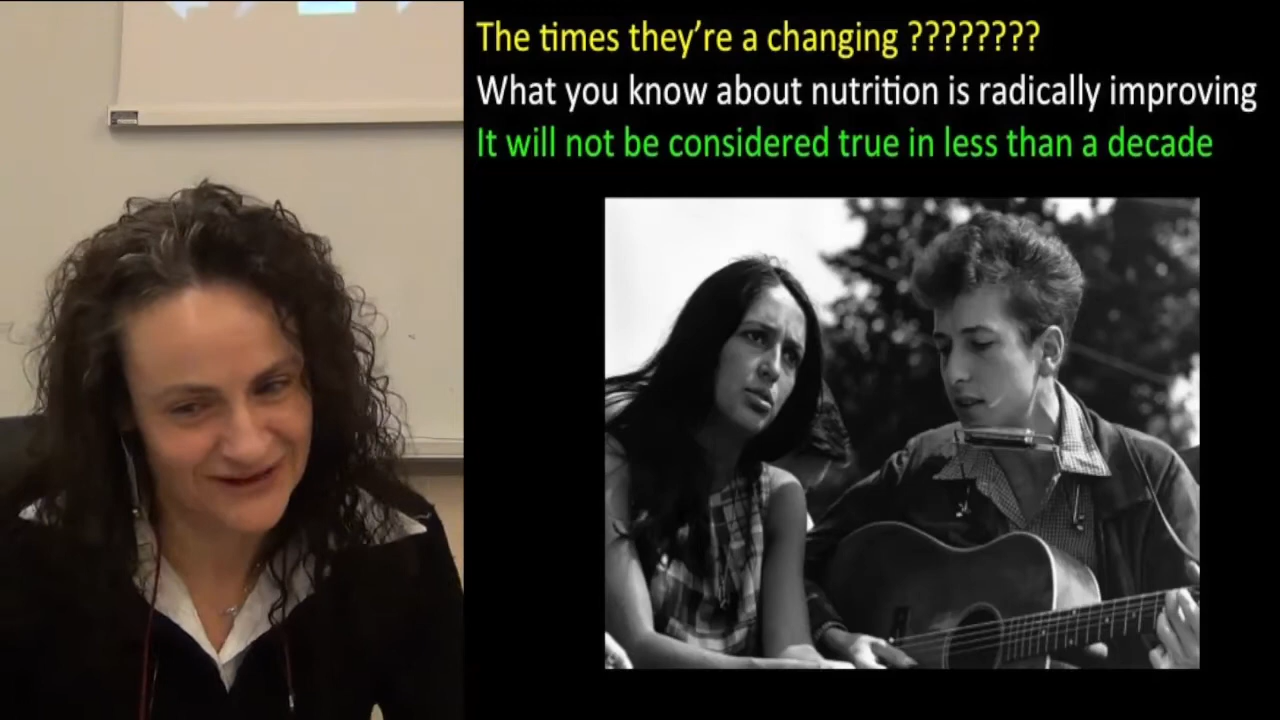 The times they're a changing ????????
What you know about nutrition is radically improving
It will not be considered true in less than a decade